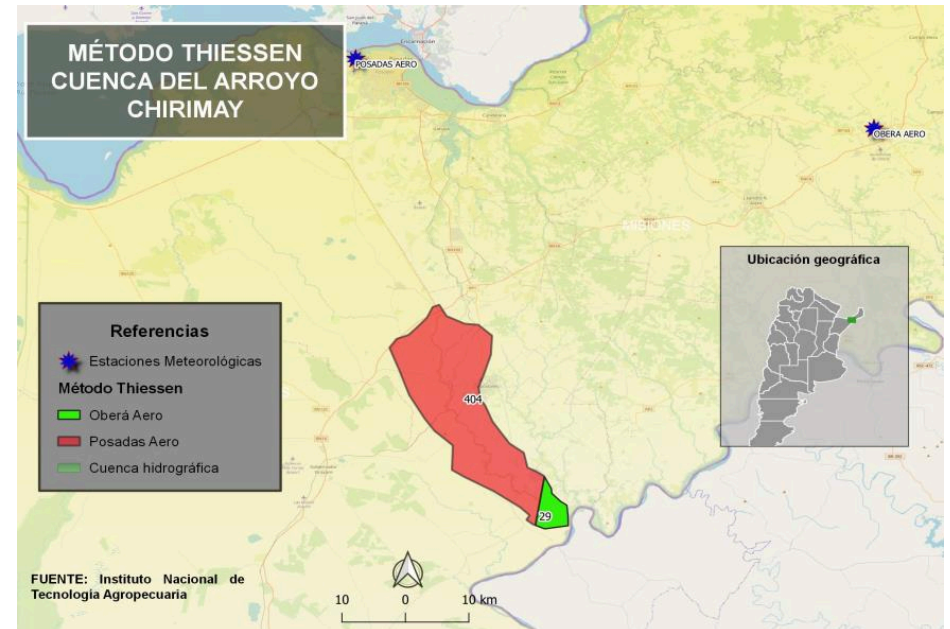 MÉTODO THIESSEN
CUENCA DEL ARROYO
CHIRIMAY
Encarnación
POSADAS AERO
OBERA AERO
MISIONES
Ubicación geográfica
Referencias
Estaciones Meteorológicas
Método Thiessen
Oberá Aero
Posadas Aero
Cuenca hidrográfica
404
29
FUENTE: Instituto Nacional de
Tecnologia Agropecuaria
10 0 10 km